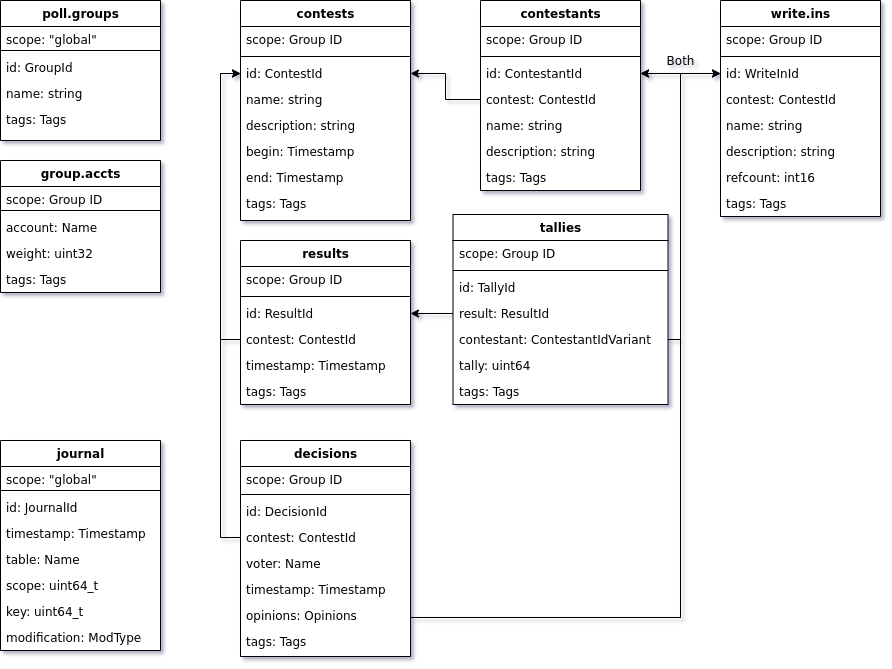 poll.groups
scope: "global"
id: GroupId
name: string
tags: Tags
group.accts
scope: Group ID
account: Name
weight: uint32
tags: Tags
journal
scope: "global"
id: JournalId
timestamp: Timestamp
table: Name
scope: uint64_t
key: uint64_t
modification: ModType
contests
scope: Group ID
id: ContestId
name: string
description: string
begin: Timestamp
end: Timestamp
tags: Tags
results
scope: Group ID
id: ResultId
contest: ContestId
timestamp: Timestamp
tags: Tags
decisions
scope: Group ID
id: DecisionId
contest: ContestId
voter: Name
timestamp: Timestamp
opinions: Opinions
tags: Tags
contestants
scope: Group ID
id: ContestantId
contest: ContestId
name: string
description: string
tags: Tags
tallies
scope: Group ID
id: TallyId
result: ResultId
contestant: ContestantIdVariant
tally: uint64
tags: Tags
Both
write.ins
scope: Group ID
id: WriteInId
contest: ContestId
name: string
description: string
refcount: int16
tags: Tags